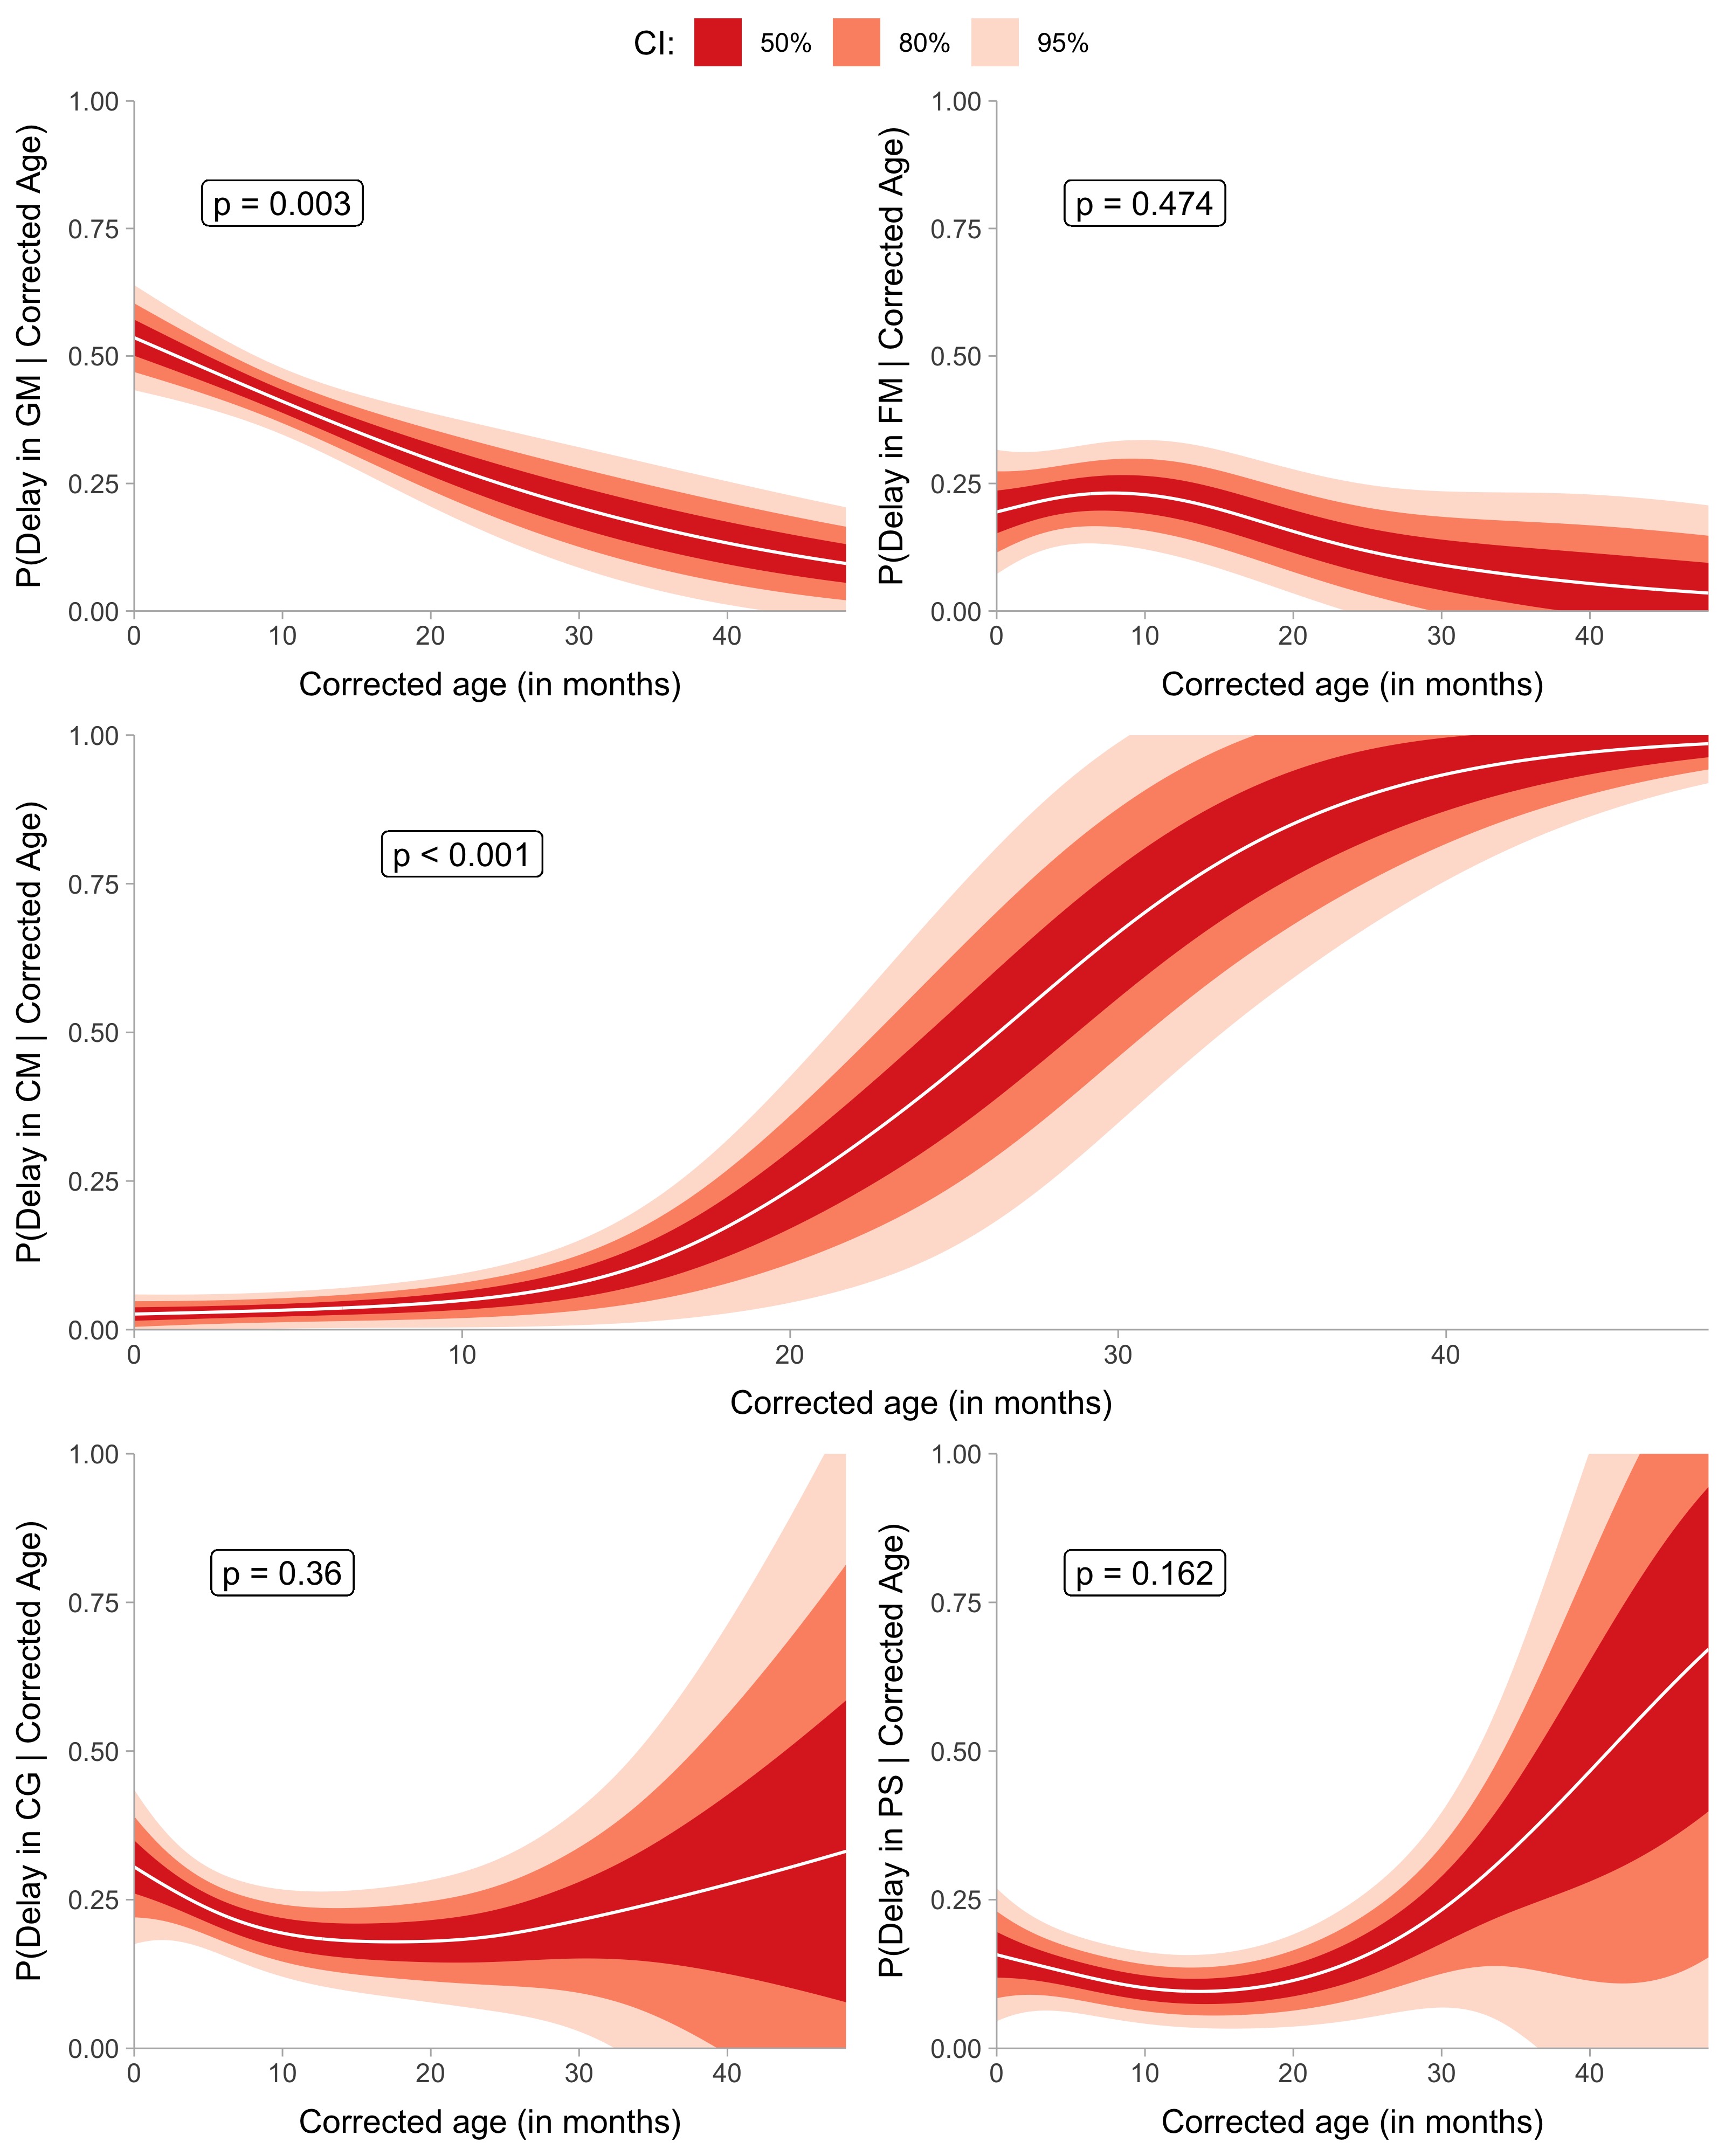 CI: 50% 80% 95%
P(Delay in GM | Corrected Age)
1.00
0.75
0.50
0.25
0.00
p = 0.003
0 10 20 30 40
Corrected age (in months)
P(Delay in FM | Corrected Age)
1.00
0.75
0.50
0.25
0.00
p = 0.474
0 10 20 30 40
Corrected age (in months)
P(Delay in CM | Corrected Age)
1.00
0.75
0.50
0.25
0.00
p < 0.001
0 10 20 30 40
Corrected age (in months)
P(Delay in CG | Corrected Age)
1.00
0.75
0.50
0.25
0.00
p = 0.36
0 10 20 30 40
Corrected age (in months)
P(Delay in PS | Corrected Age)
1.00
0.75
0.50
0.25
0.00
p = 0.162
0 10 20 30 40
Corrected age (in months)